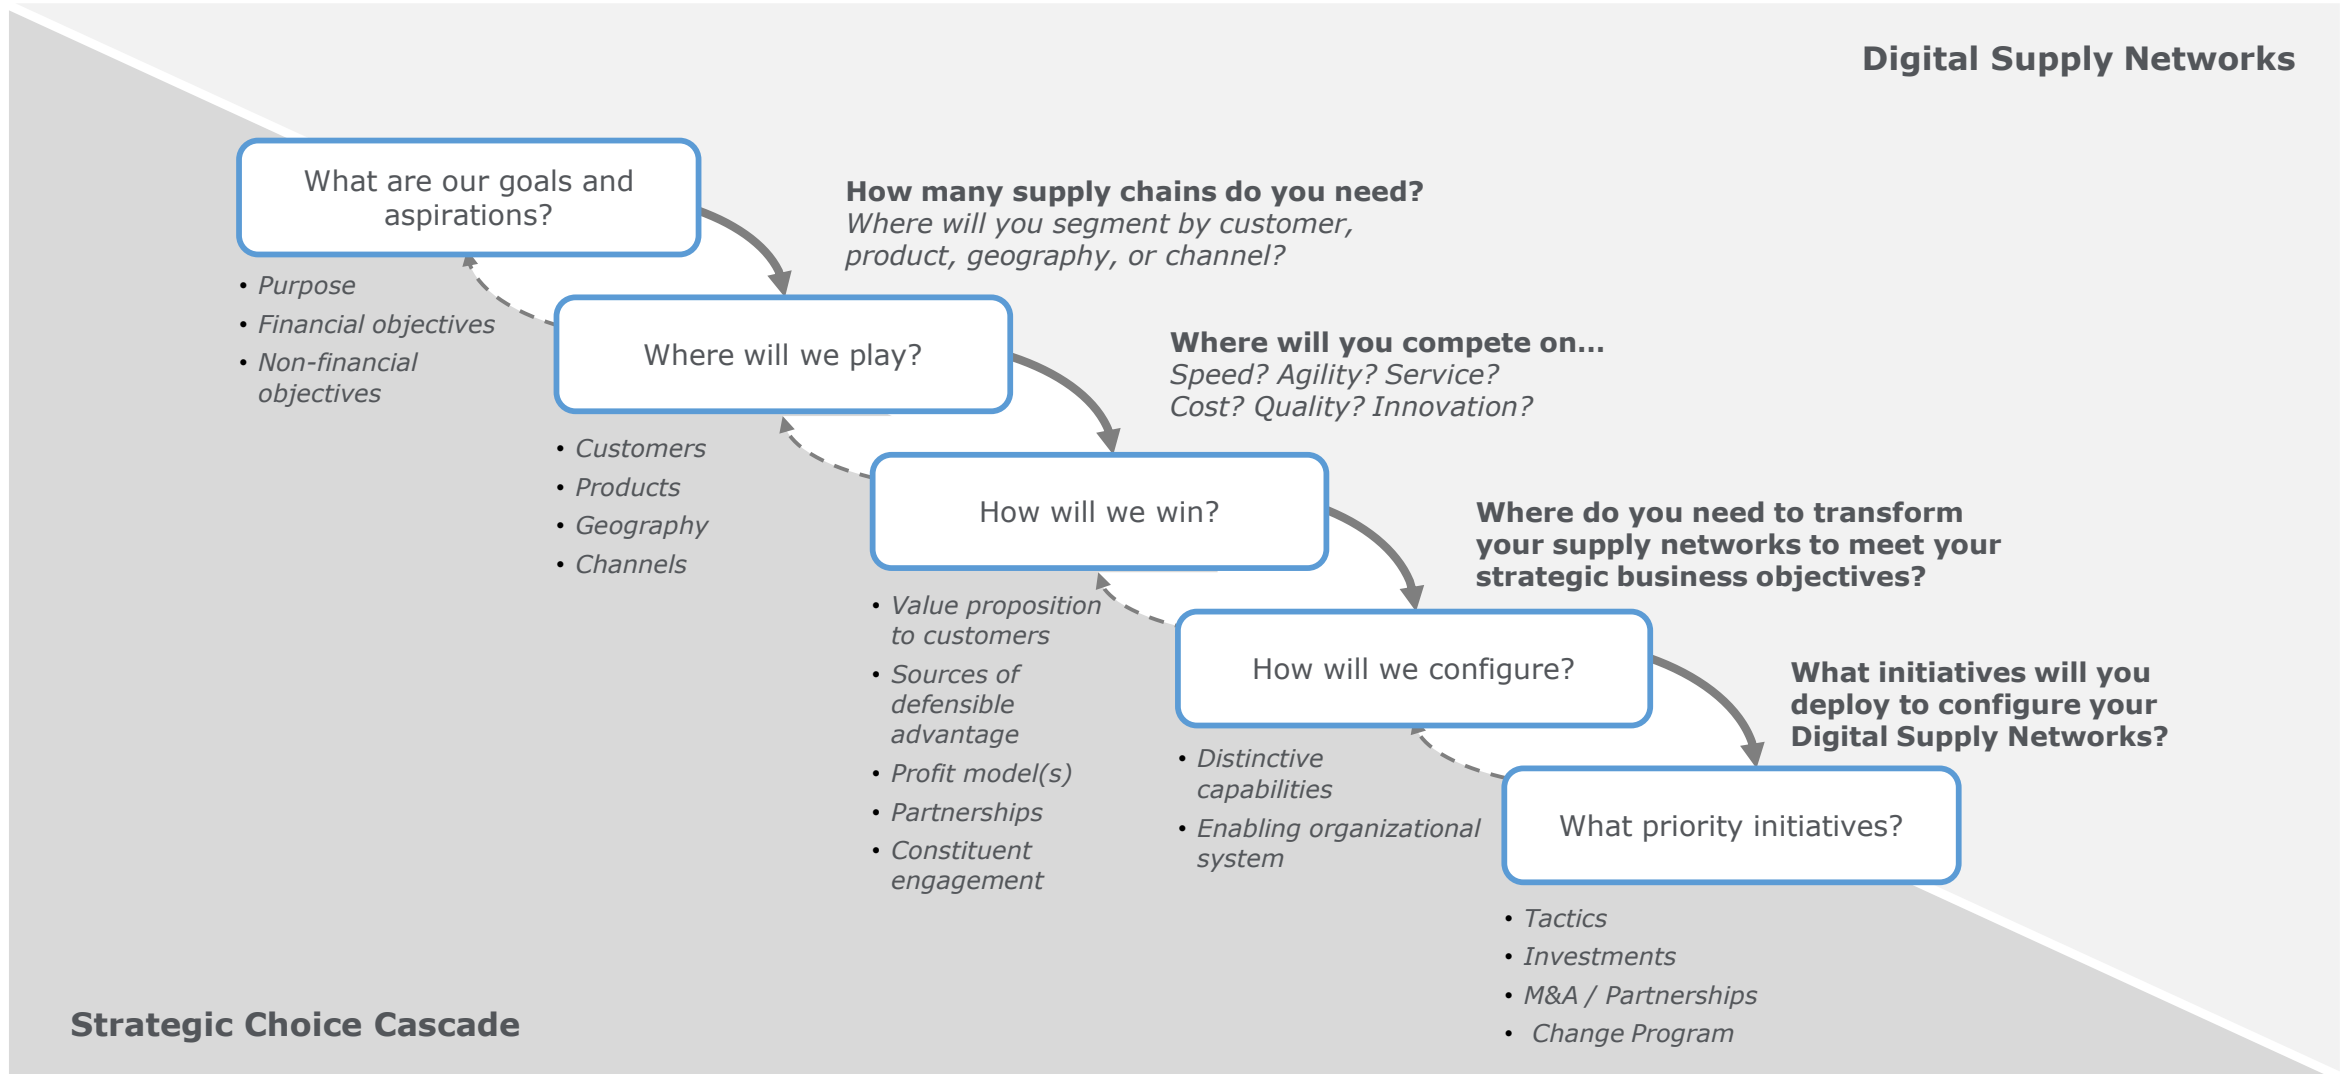 Digital Supply Networks
What are our goals and
aspirations?
• Purpose
• Financial objectives
• Non-financial
objectives
How many supply chains do you need?
Where will you segment by customer,
product, geography, or channel?
Where will we play?
• Customers
• Products
• Geography
• Channels
Where will you compete on...
Speed? Agility? Service?
Cost? Quality? Innovation?
How will we win?
• Value proposition
to customers
• Sources of
defensible
advantage
• Profit model(s)
• Partnerships
• Constituent
engagement
Where do you need to transform
your supply networks to meet your
strategic business objectives?
How will we configure?
• Distinctive
capabilities
• Enabling organizational
system
What initiatives will you
deploy to configure your
Digital Supply Networks?
What priority initiatives?
• Tactics
• Investments
• M&A / Partnerships
• Change Program
Strategic Choice Cascade